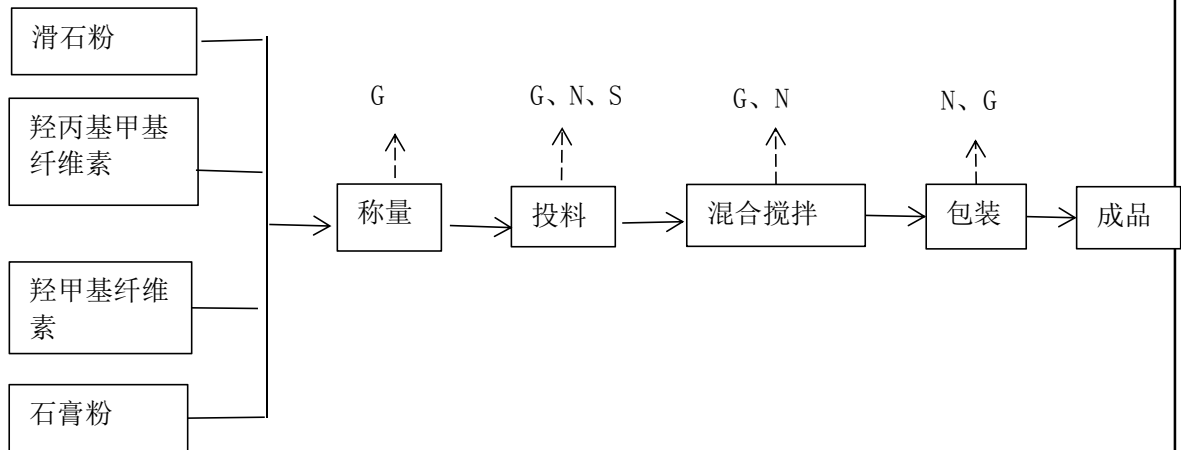 滑石粉
羟丙基甲基
纤维素
羟甲基纤维
素
石膏粉
G
G、N、S
G、N
N、G
称量
投料
混合搅拌
包装
成品